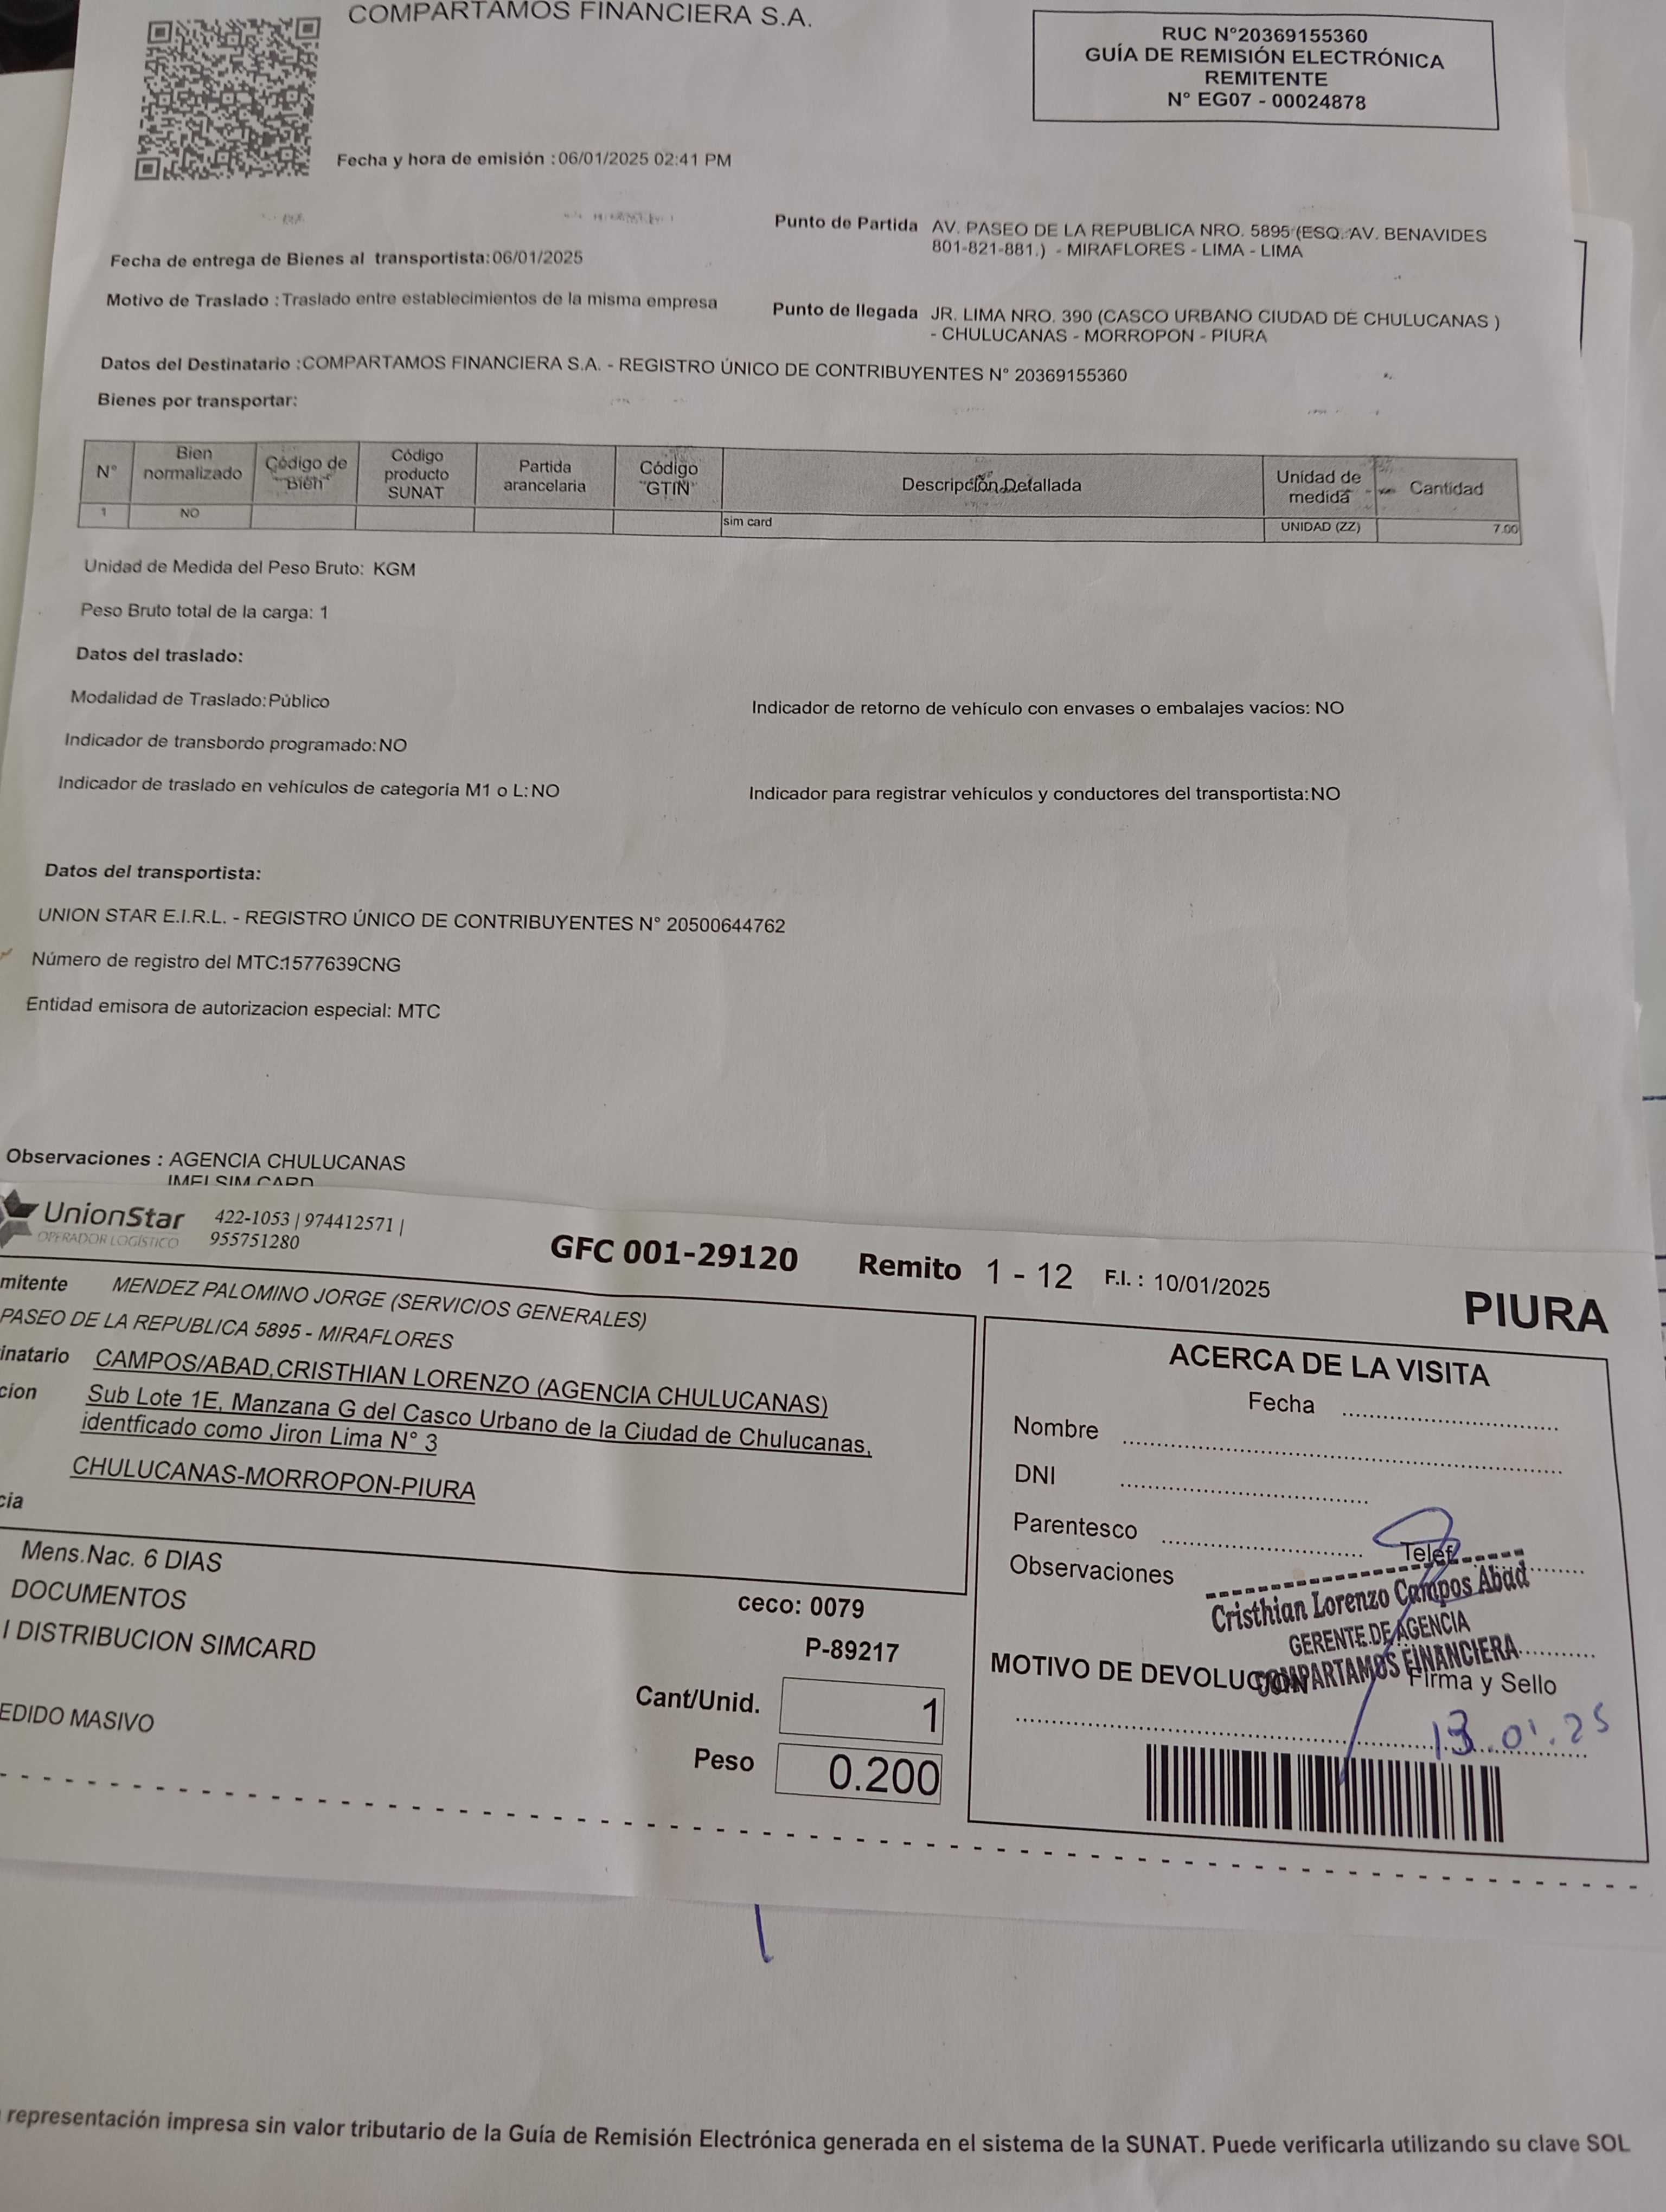 COMPARTAMOS FINANCIERA S.A.
RUC N°20369155360
GUÍA DE REMISIÓN ELECTRÓNICA
REMITENTE
N° EG07 - 00024878
Fecha y hora de emisión :06/01/2025 02:41 PM
Punto de Partida AV. PASEO DE LA REPUBLICA NRO. 5895 (ESQ. AV. BENAVIDES
801-821-881.) - MIRAFLORES - LIMA - LIMA
Fecha de entrega de Bienes al transportista:06/01/2025
Motivo de Traslado :Traslado entre establecimientos de la misma empresa
Punto de llegada JR. LIMA NRO. 390 (CASCO URBANO CIUDAD DE CHULUCANAS )
- CHULUCANAS - MORROPON - PIURA
Datos del Destinatario :COMPARTAMOS FINANCIERA S.A. - REGISTRO ÚNICO DE CONTRIBUYENTES N° 20369155360
Bienes por transportar:
N° Bien normalizado Código de Bien Código producto SUNAT Partida arancelaria Código GTIN Descripción Detallada Unidad de medida Cantidad
1 NO sim card UNIDAD (ZZ) 7.00
Unidad de Medida del Peso Bruto: KGM
Peso Bruto total de la carga: 1
Datos del traslado:
Modalidad de Traslado:Público
Indicador de retorno de vehículo con envases o embalajes vacíos: NO
Indicador de transbordo programado:NO
Indicador de traslado en vehículos de categoría M1 o L:NO
Indicador para registrar vehículos y conductores del transportista:NO
Datos del transportista:
UNION STAR E.I.R.L. - REGISTRO ÚNICO DE CONTRIBUYENTES N° 20500644762
Número de registro del MTC:1577639CNG
Entidad emisora de autorizacion especial: MTC
Observaciones : AGENCIA CHULUCANAS
IMEI SIM CARD
UnionStar
OPERADOR LOGÍSTICO
422-1053 | 974412571 |
955751280
GFC 001-29120 Remito 1 - 12 F.I. : 10/01/2025
PIURA
mitente MENDEZ PALOMINO JORGE (SERVICIOS GENERALES)
PASEO DE LA REPUBLICA 5895 - MIRAFLORES
inatario CAMPOS/ABAD,CRISTHIAN LORENZO (AGENCIA CHULUCANAS)
cion Sub Lote 1E, Manzana G del Casco Urbano de la Ciudad de Chulucanas,
identficado como Jiron Lima N° 3
CHULUCANAS-MORROPON-PIURA
cia
Mens.Nac. 6 DIAS
DOCUMENTOS
I DISTRIBUCION SIMCARD
EDIDO MASIVO
ceco: 0079
P-89217
Cant/Unid. 1
Peso 0.200
ACERCA DE LA VISITA
Fecha
Nombre
DNI
Parentesco
Telef.
Observaciones
Cristhian Lorenzo Campos Abad
GERENTE DE AGENCIA
COMPARTAMOS FINANCIERA
MOTIVO DE DEVOLUCION
Firma y Sello
13.01.25
representación impresa sin valor tributario de la Guía de Remisión Electrónica generada en el sistema de la SUNAT. Puede verificarla utilizando su clave SOL